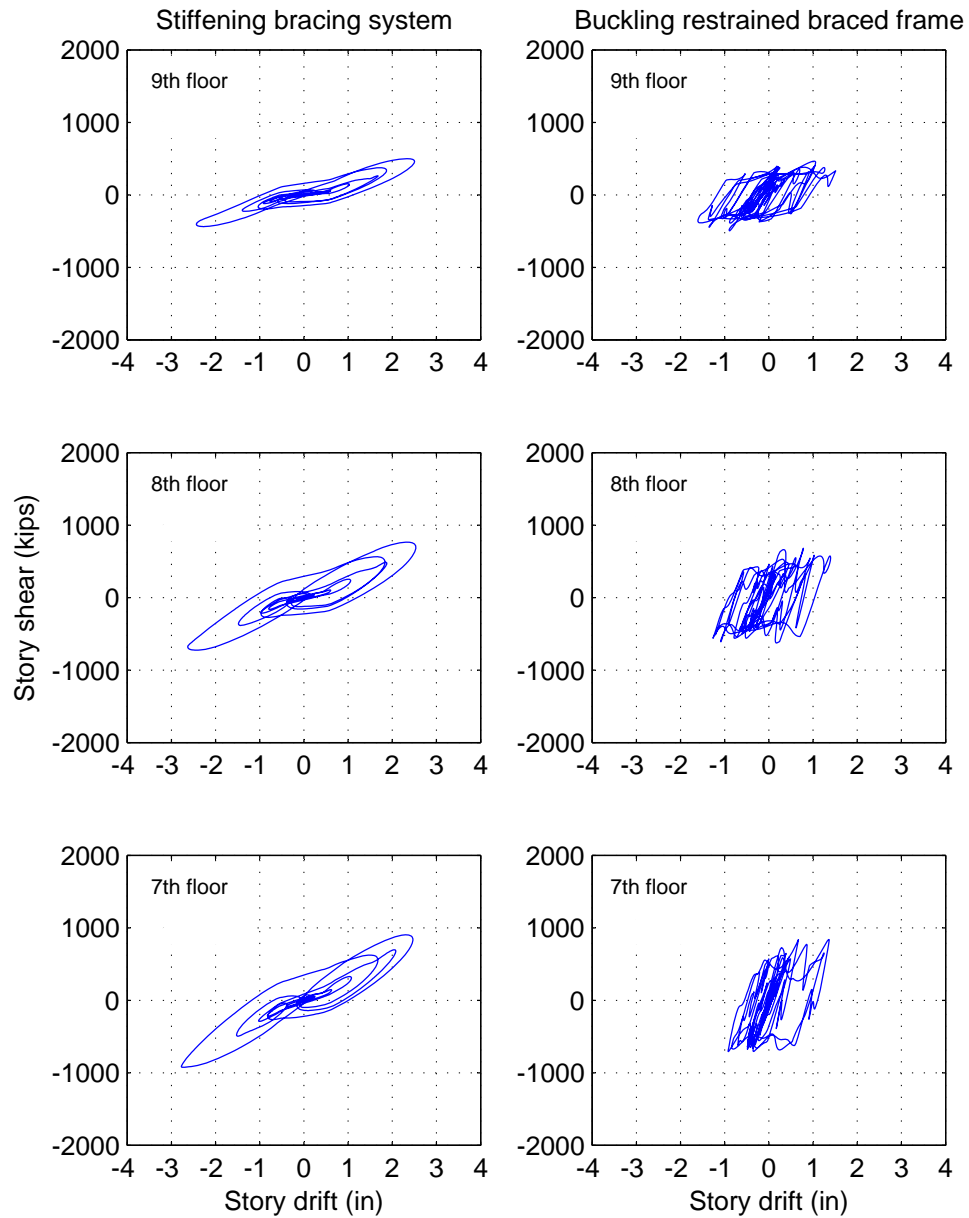 Stiffening bracing system
Buckling restrained braced frame
2000
1000
0
-1000
-2000
9th floor
-4 -3 -2 -1 0 1 2 3 4
2000
1000
0
-1000
-2000
9th floor
-4 -3 -2 -1 0 1 2 3 4
Story shear (kips)
2000
1000
0
-1000
-2000
8th floor
-4 -3 -2 -1 0 1 2 3 4
2000
1000
0
-1000
-2000
8th floor
-4 -3 -2 -1 0 1 2 3 4
2000
1000
0
-1000
-2000
7th floor
-4 -3 -2 -1 0 1 2 3 4
Story drift (in)
2000
1000
0
-1000
-2000
7th floor
-4 -3 -2 -1 0 1 2 3 4
Story drift (in)